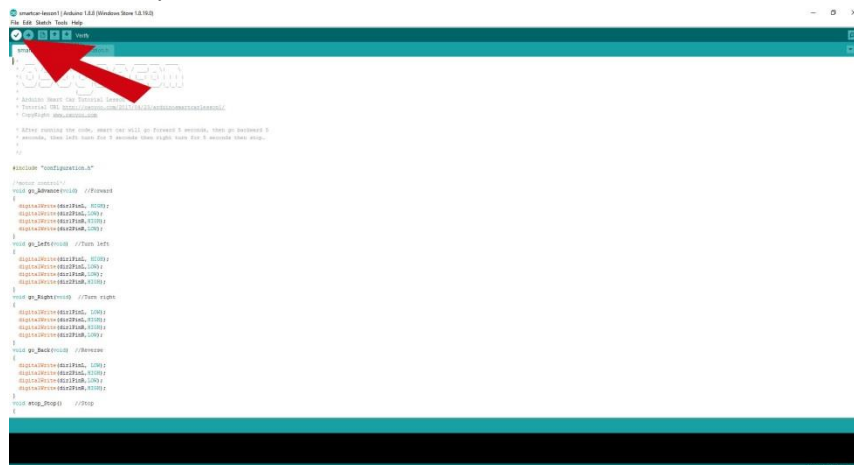 smartcar-lesson1 | Arduino 1.8.0 (Windows Store 1.8.19.0)
File Edit Sketch Tools Help
Verify
* Arduino Smart Car Tutorial Lesson
* Tutorial URL
* CopyRight www.osoyoo.com
* After running the code, smart car will go forward 5 seconds, then go backward 5
* seconds, then left turn for 5 seconds then right turn for 5 seconds then stop.
*
*/
#include "configuration.h"
/*motor control*/
void go_Advance(void) //Forward
{
digitalWrite(dir1PinL, HIGH);
digitalWrite(dir2PinL,LOW);
digitalWrite(dir1PinR,HIGH);
digitalWrite(dir2PinR,LOW);
}
void go_Left(void) //Turn left
{
digitalWrite(dir1PinL, HIGH);
digitalWrite(dir2PinL,LOW);
digitalWrite(dir1PinR,LOW);
digitalWrite(dir2PinR,HIGH);
}
void go_Right(void) //Turn right
{
digitalWrite(dir1PinL, LOW);
digitalWrite(dir2PinL,HIGH);
digitalWrite(dir1PinR,HIGH);
digitalWrite(dir2PinR,LOW);
}
void go_Back(void) //Reverse
{
digitalWrite(dir1PinL, LOW);
digitalWrite(dir2PinL,HIGH);
digitalWrite(dir1PinR,LOW);
digitalWrite(dir2PinR,HIGH);
}
void stop_Stop() //Stop
{